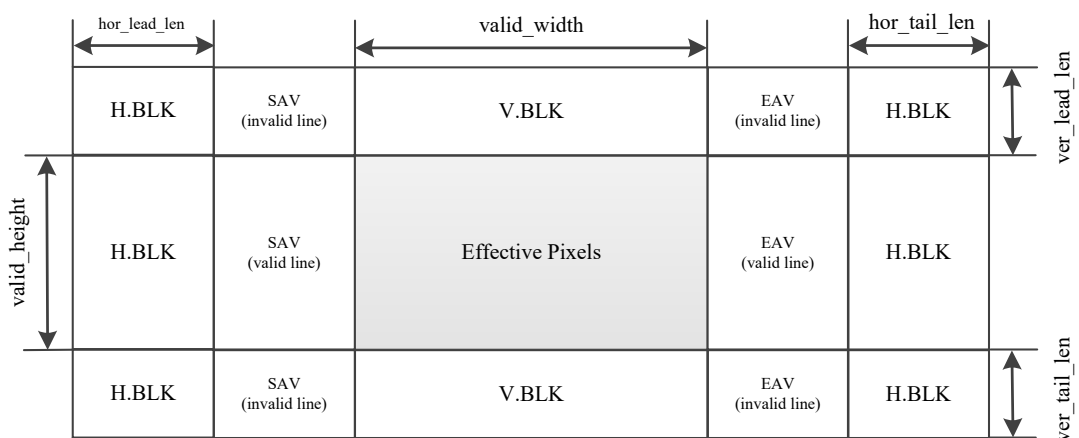 hor_lead_len
valid_width
hor_tail_len
H.BLK
SAV
(invalid line)
V.BLK
EAV
(invalid line)
H.BLK
ver_lead_len
valid_height
H.BLK
SAV
(valid line)
Effective Pixels
EAV
(valid line)
H.BLK
H.BLK
SAV
(invalid line)
V.BLK
EAV
(invalid line)
H.BLK
ver_tail_len